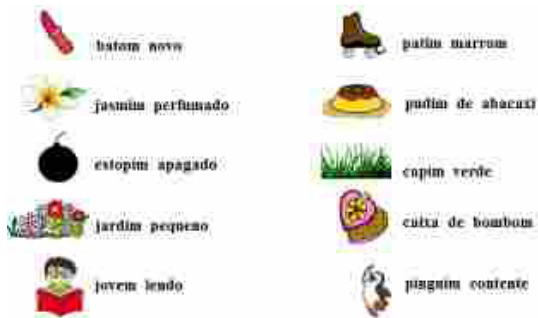 batom novo
jasmim perfumado
estopim apagado
jardim pequeno
jovem lendo
patim marrom
pudim de abacaxi
capim verde
caixa de bombom
pinguim contente